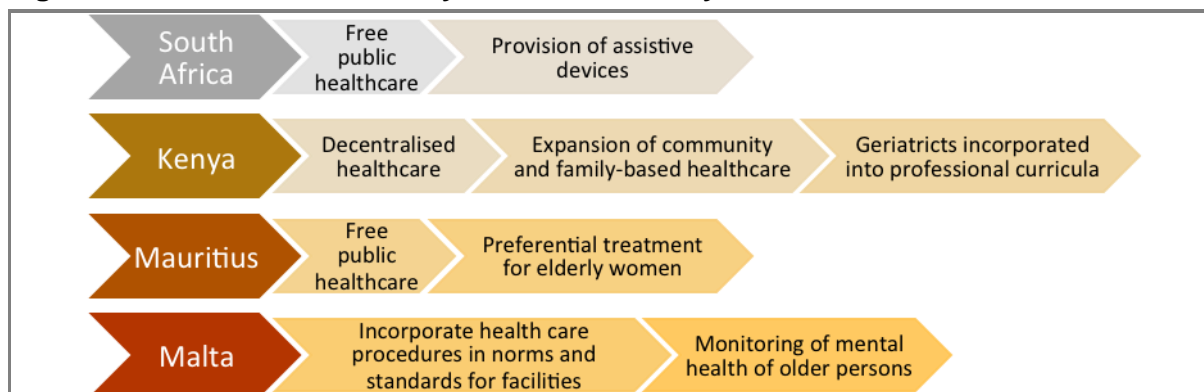 South
Africa
Free
public
healthcare
Provision of assistive
devices
Kenya
Decentralised
healthcare
Expansion of community
and family-based healthcare
Geriatrics incorporated
into professional curricula
Mauritius
Free
public
healthcare
Preferential treatment
for elderly women
Malta
Incorporate health care
procedures in norms and
standards for facilities
Monitoring of mental
health of older persons